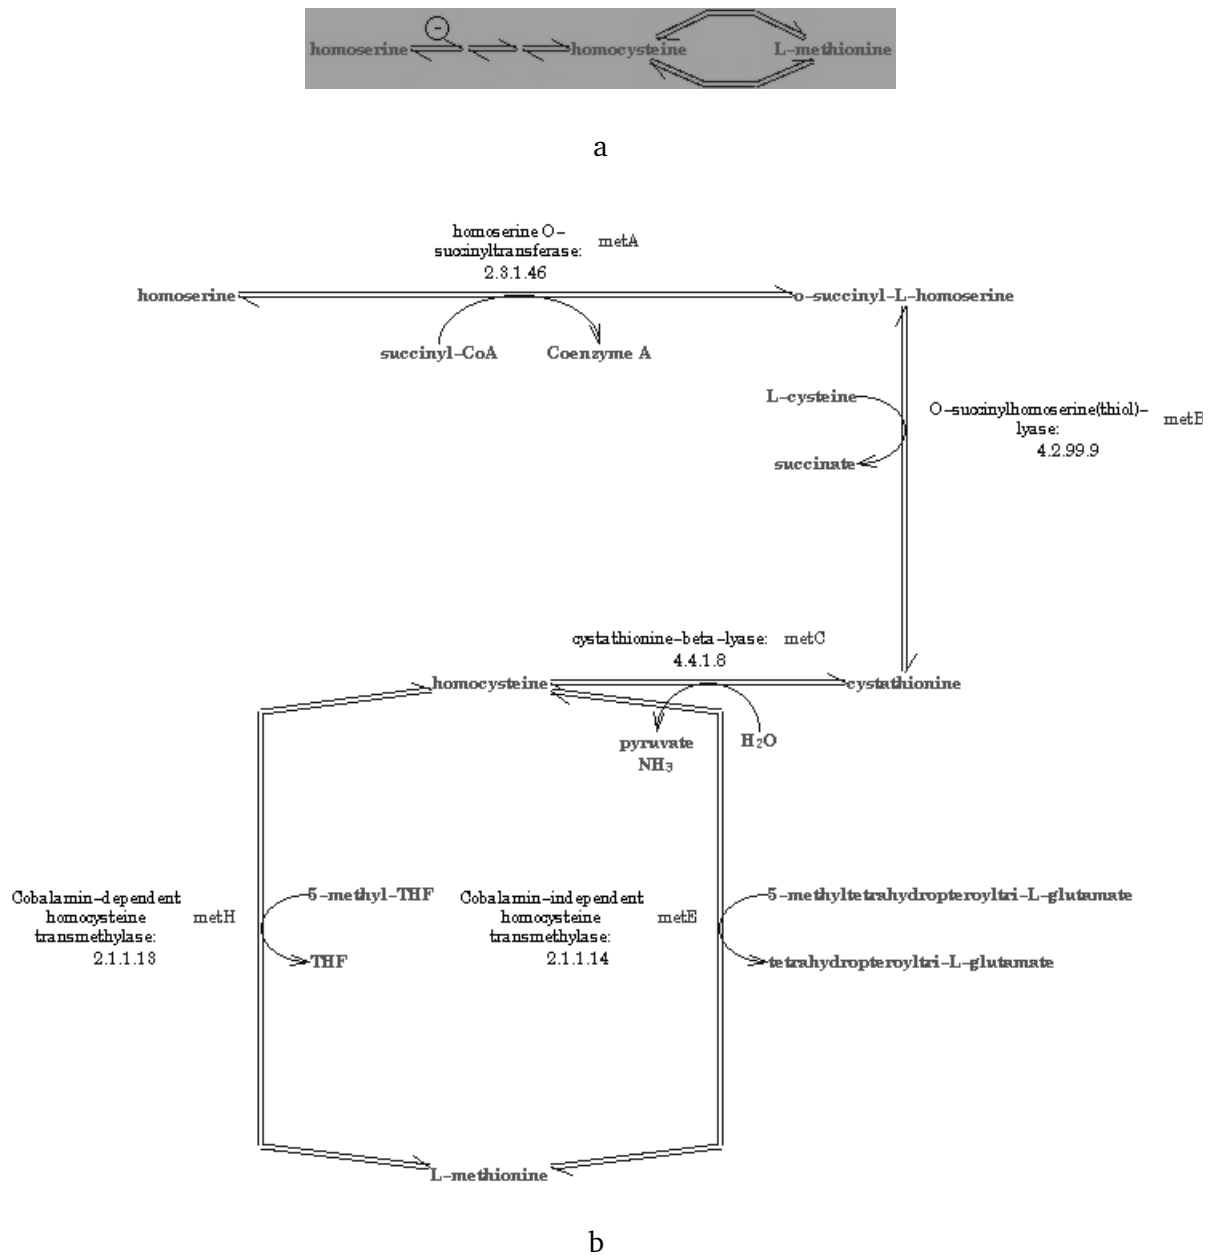 homoserine homocysteine L-methionine
a
homoserine O-
succinyltransferase: metA
2.3.1.46
homoserine o-succinyl-L-homoserine
succinyl-CoA Coenzyme A
L-cysteine
O-succinylhomoserine(thiol)-
lyase: metB
4.2.99.9
succinate
cystathionine-beta-lyase: metC
4.4.1.8
homocysteine cystathionine
pyruvate H₂O
NH₃
Cobalamin-dependent
homocysteine metH
transmethylase:
2.1.1.13
5-methyl-THF
THF
Cobalamin-independent
homocysteine metE
transmethylase:
2.1.1.14
5-methyltetrahydropteroyltri-L-glutamate
tetrahydropteroyltri-L-glutamate
L-methionine
b